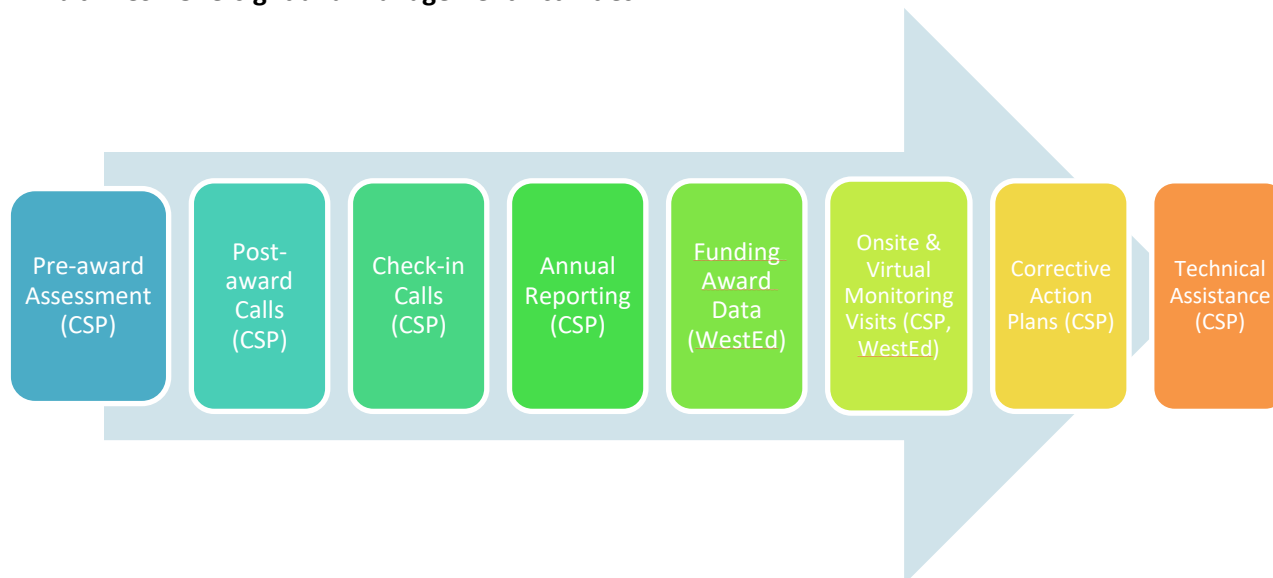 Pre-award
Assessment
(CSP)
Post-
award
Calls
(CSP)
Check-in
Calls
(CSP)
Annual
Reporting
(CSP)
Funding
Award
Data
(WestEd)
Onsite &
Virtual
Monitoring
Visits (CSP,
WestEd)
Corrective
Action
Plans (CSP)
Technical
Assistance
(CSP)